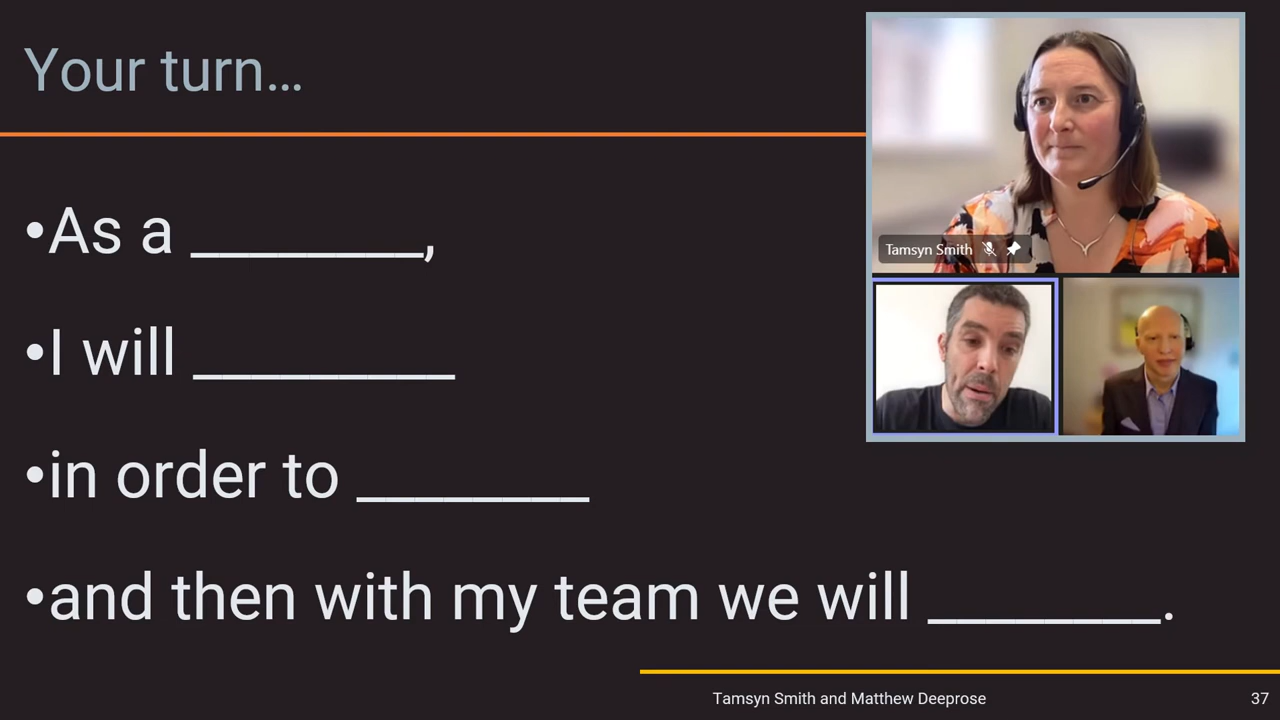 Your turn…
•As a ________,
•I will _________
•in order to ________
•and then with my team we will ________.
Tamsyn Smith
Tamsyn Smith and Matthew Deeprose
37